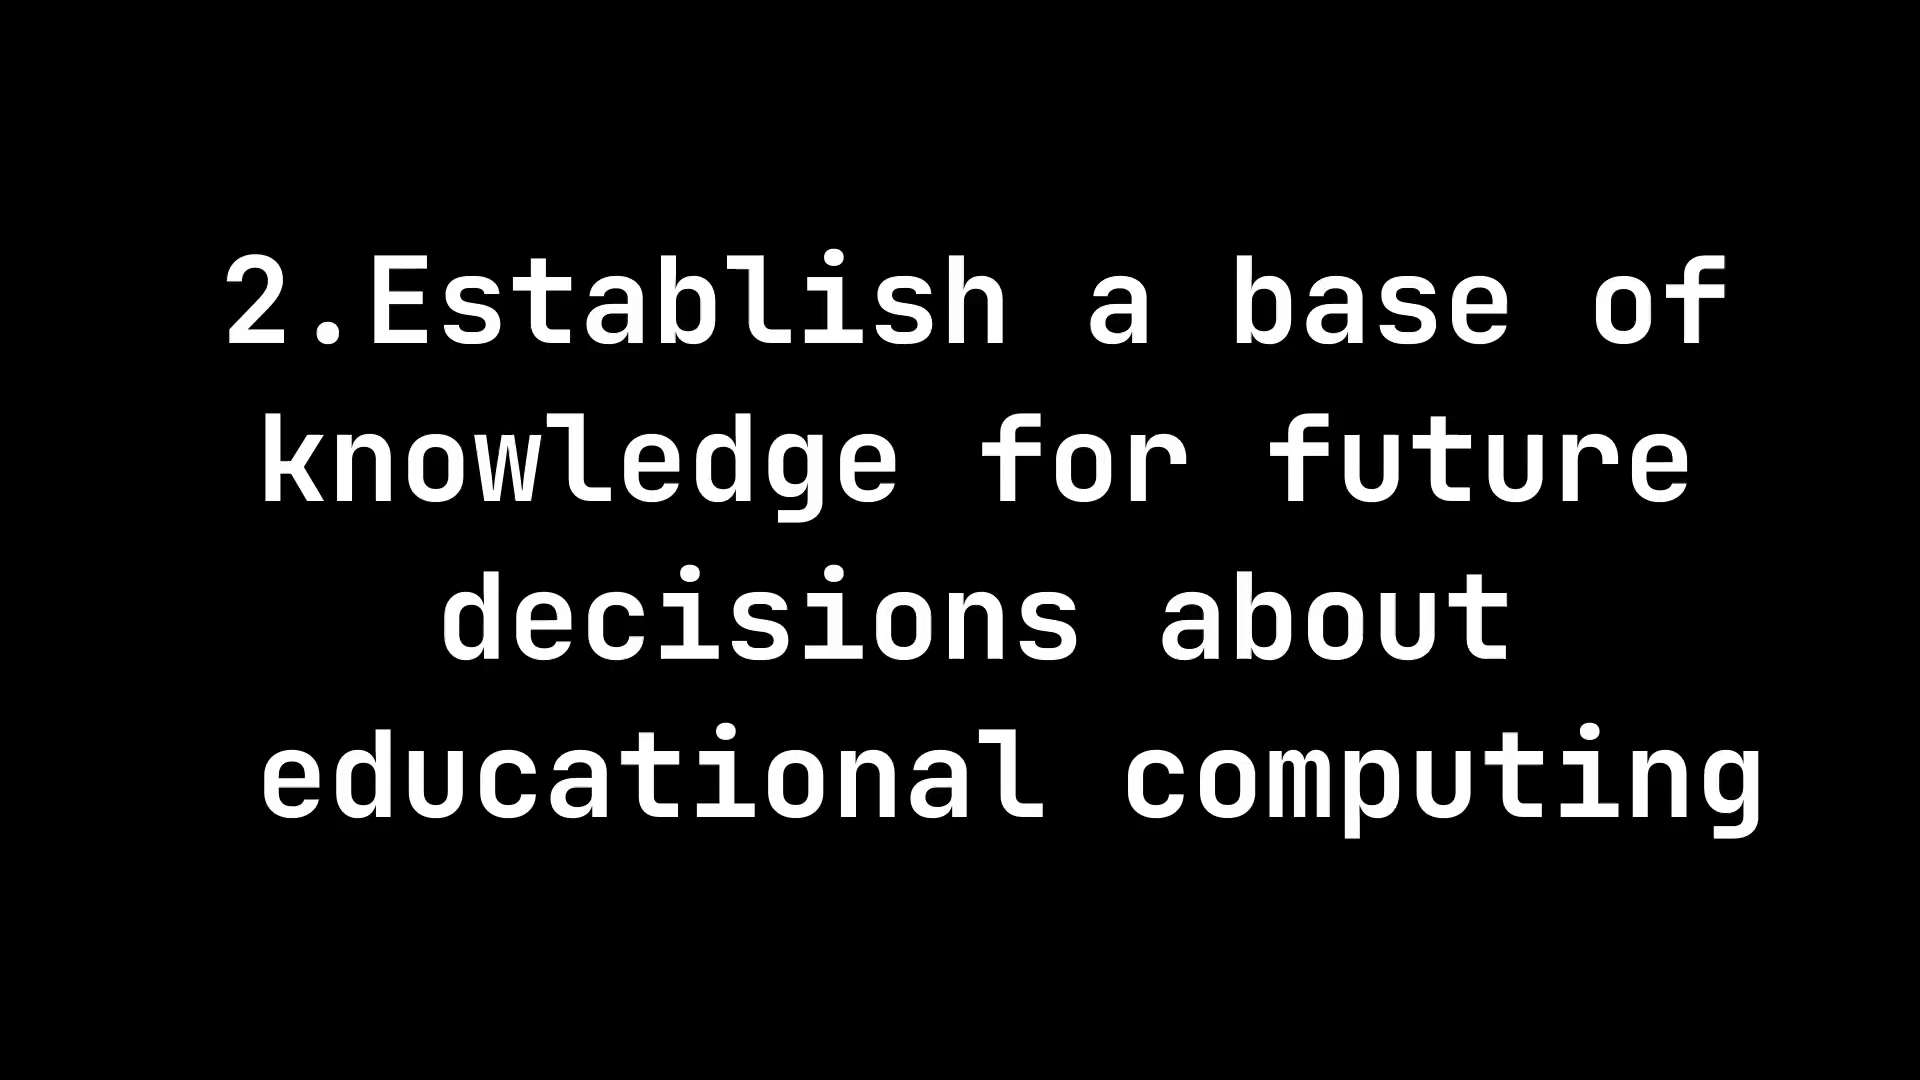 2.Establish a base of
knowledge for future
decisions about
educational computing